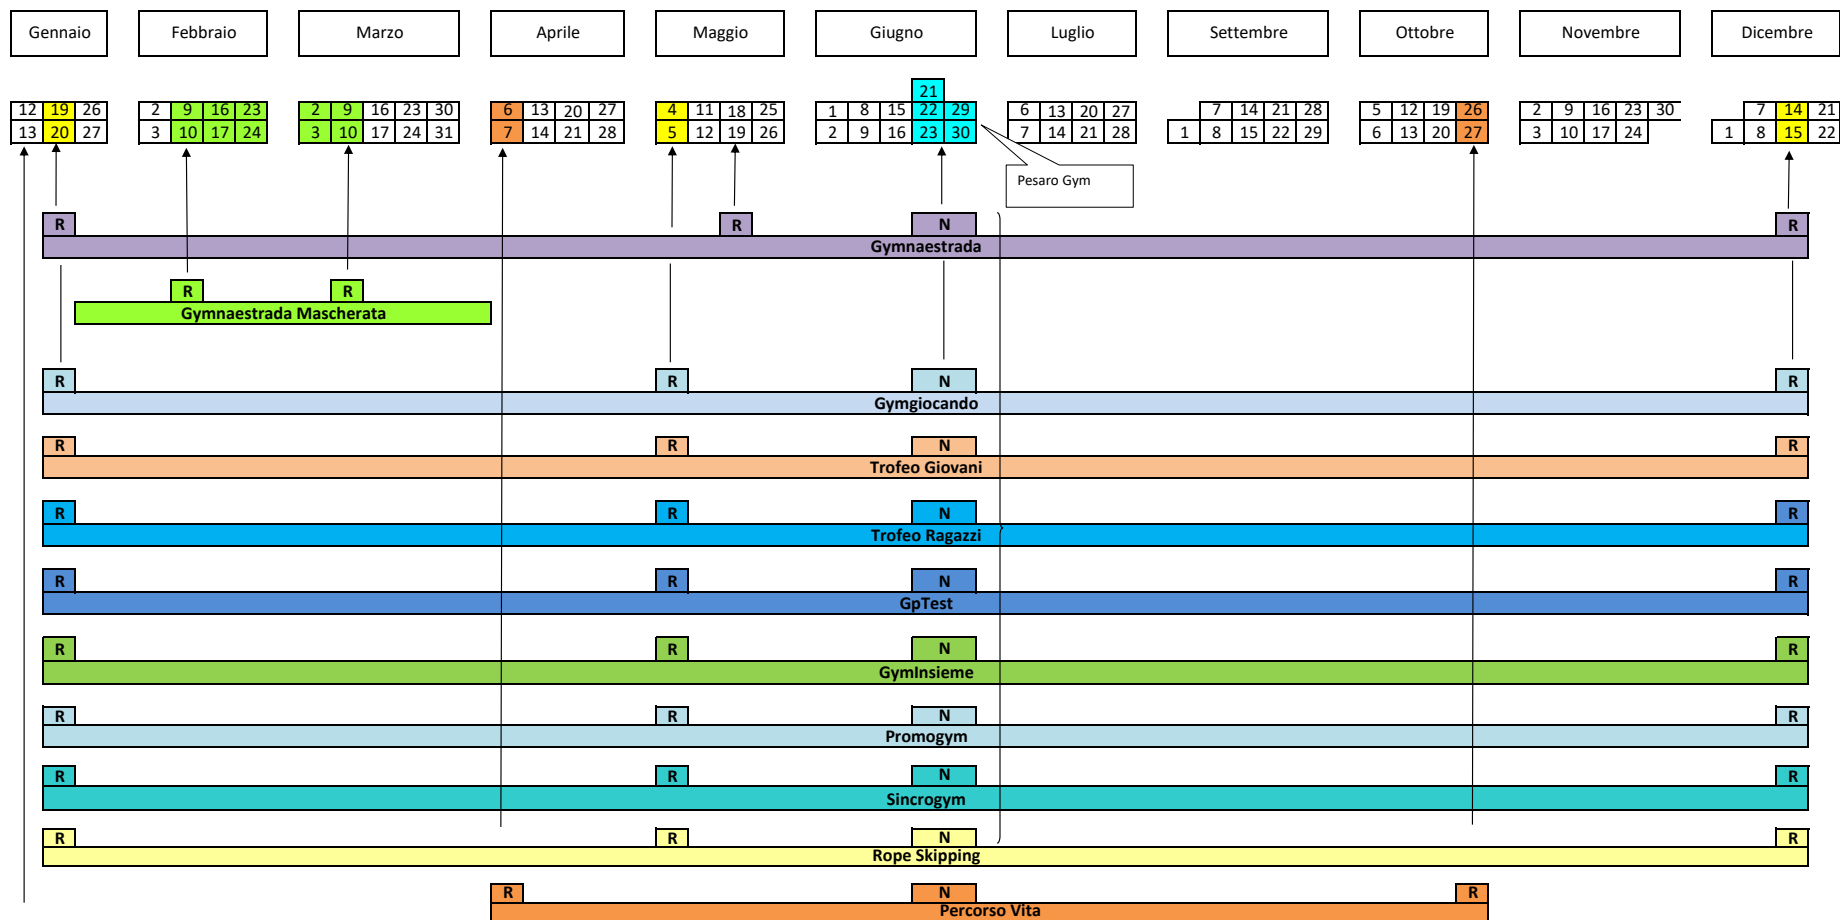 Gennaio Febbraio Marzo Aprile Maggio Giugno Luglio Settembre Ottobre Novembre Dicembre
21
12 19 26 2 9 16 23 2 9 16 23 30 6 13 20 27 4 11 18 25 1 8 15 22 29 6 13 20 27 7 14 21 28 5 12 19 26 2 9 16 23 30 7 14 21
13 20 27 3 10 17 24 3 10 17 24 31 7 14 21 28 5 12 19 26 2 9 16 23 30 7 14 21 28 1 8 15 22 29 6 13 20 27 3 10 17 24 1 8 15 22
Pesaro Gym
R R N R
Gymnaestrada
R R
Gymnaestrada Mascherata
R R N R
Gymgiocando
R R N R
Trofeo Giovani
R R N R
Trofeo Ragazzi
R R N R
GpTest
R R N R
GymInsieme
R R N R
Promogym
R R N R
Sincrogym
R R N R
Rope Skipping
R N R
Percorso Vita